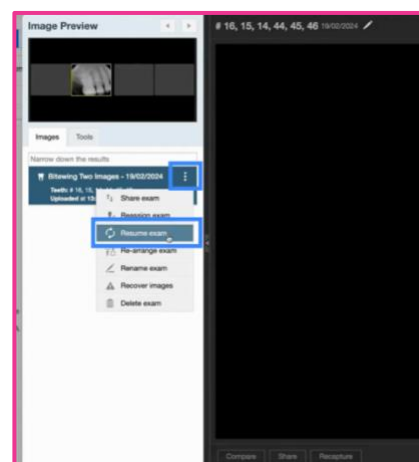 Image Preview
# 16, 15, 14, 44, 45, 46 19/02/2024
Images Tools
Narrow down the results
Bitewing Two Images - 19/02/2024
Teeth: # 16, 15,
Uploaded at 13:
Share exam
Reassign exam
Resume exam
Re-arrange exam
Rename exam
Recover images
Delete exam
Compare Share Recapture